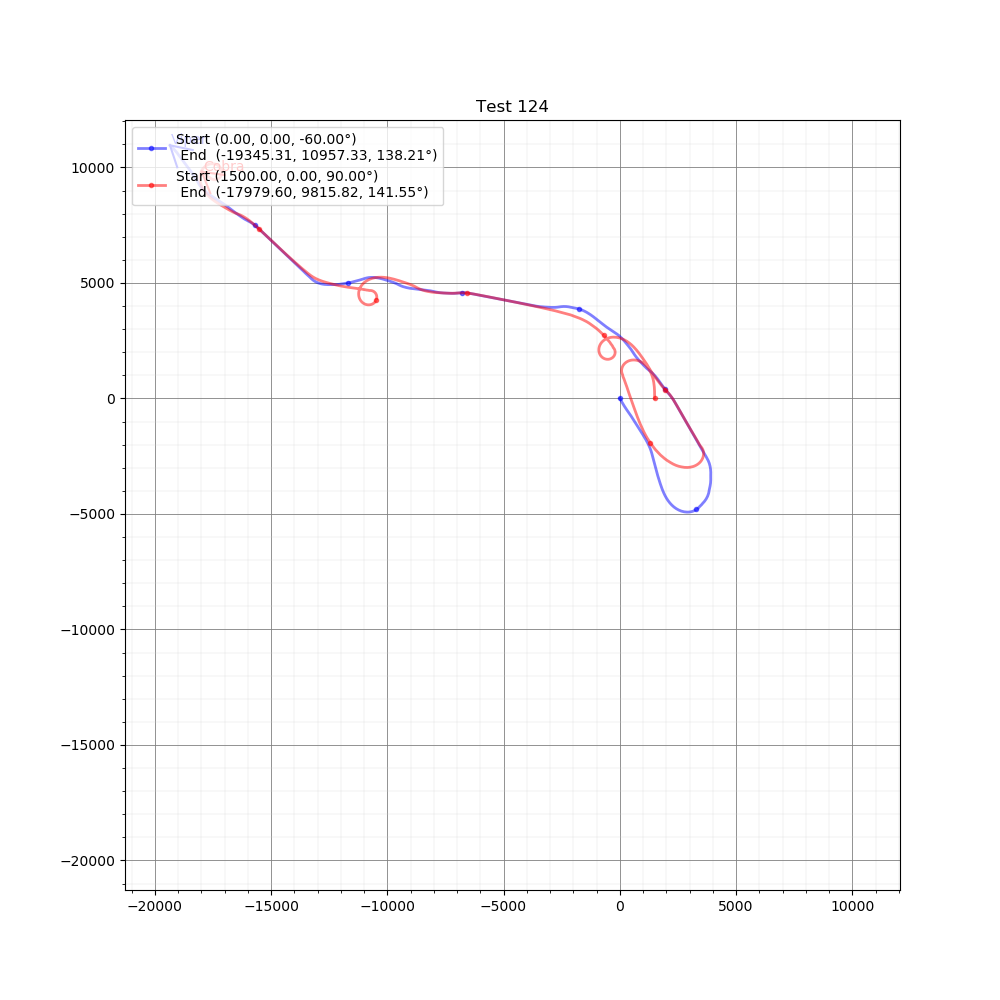 Test 124
Start (0.00, 0.00, -60.00°)
End (-19345.31, 10957.33, 138.21°)
Start (1500.00, 0.00, 90.00°)
End (-17979.60, 9815.82, 141.55°)
10000
5000
0
−5000
−10000
−15000
−20000
−20000 −15000 −10000 −5000 0 5000 10000